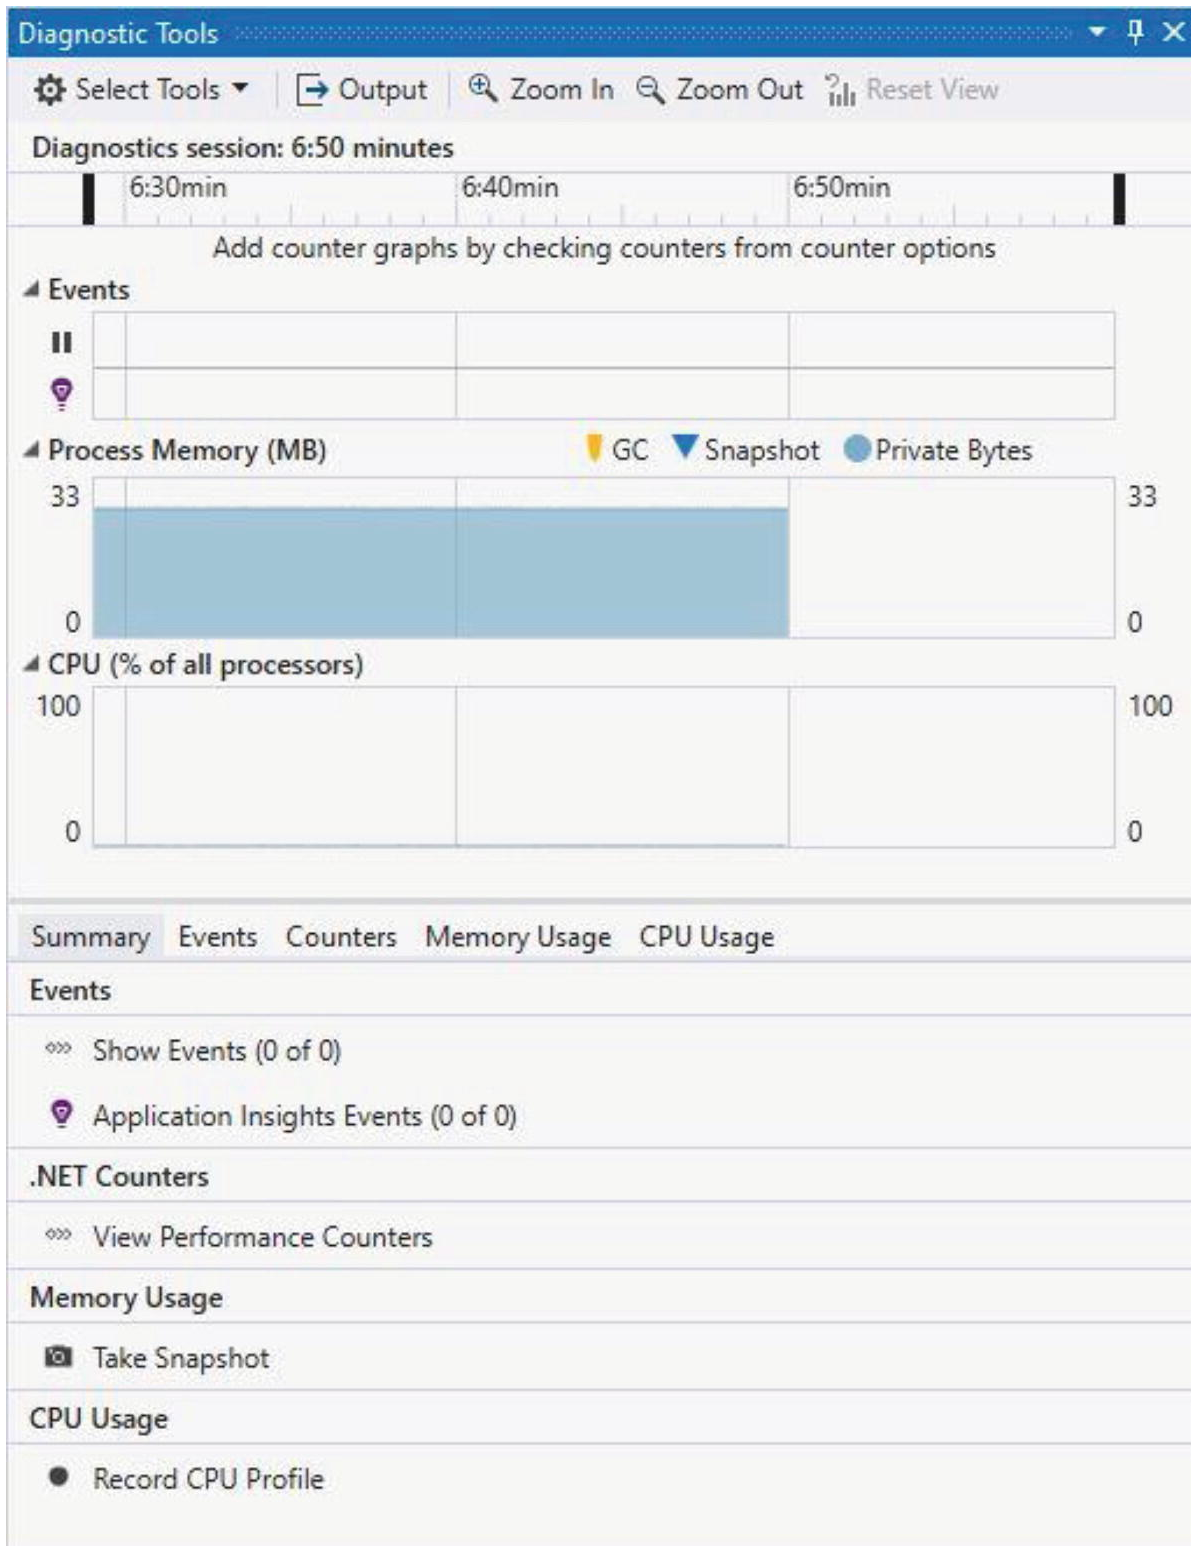 Diagnostic Tools
Select Tools Output Zoom In Zoom Out Reset View
Diagnostics session: 6:50 minutes
6:30min 6:40min 6:50min
Add counter graphs by checking counters from counter options
Events
Process Memory (MB) GC Snapshot Private Bytes
33 33
0 0
CPU (% of all processors)
100 100
0 0
Summary Events Counters Memory Usage CPU Usage
Events
Show Events (0 of 0)
Application Insights Events (0 of 0)
.NET Counters
View Performance Counters
Memory Usage
Take Snapshot
CPU Usage
Record CPU Profile